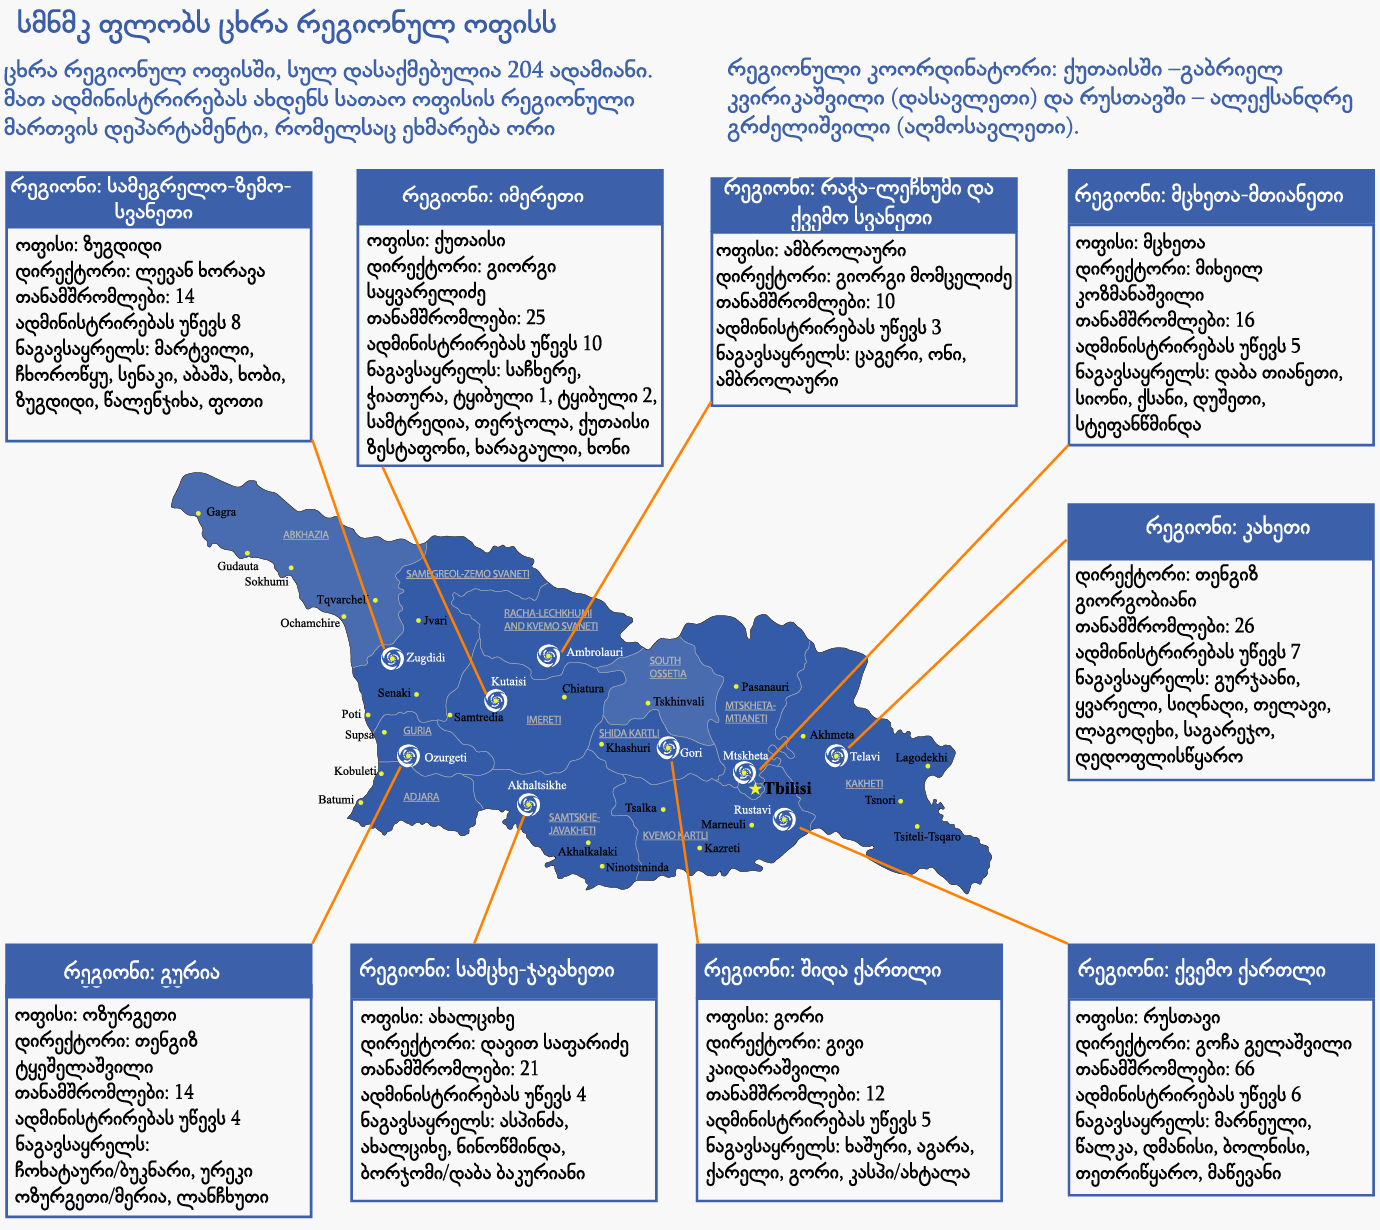 სმნმკ ფლობს ცხრა რეგიონულ ოფისს
ცხრა რეგიონულ ოფისში, სულ დასაქმებულია 204 ადამიანი.
მათ ადმინისტრირებას ახდენს სათაო ოფისის რეგიონული
მართვის დეპარტამენტი, რომელსაც ეხმარება ორი
რეგიონული კოორდინატორი: ქუთაისში –გაბრიელ
კვირიკაშვილი (დასავლეთი) და რუსთავში – ალექსანდრე
გრძელიშვილი (აღმოსავლეთი).
რეგიონი: სამეგრელო-ზემო-
სვანეთი
ოფისი: ზუგდიდი
დირექტორი: ლევან ხორავა
თანამშრომლები: 14
ადმინისტრირებას უწევს 8
ნაგავსაყრელს: მარტვილი,
ჩხოროწყუ, სენაკი, აბაშა, ხობი,
ზუგდიდი, წალენჯიხა, ფოთი
რეგიონი: იმერეთი
ოფისი: ქუთაისი
დირექტორი: გიორგი
საყვარელიძე
თანამშრომლები: 25
ადმინისტრირებას უწევს 10
ნაგავსაყრელს: საჩხერე,
ჭიათურა, ტყიბული 1, ტყიბული 2,
სამტრედია, თერჯოლა, ქუთაისი
ზესტაფონი, ხარაგაული, ხონი
რეგიონი: რაჭა-ლეჩხუმი და
ქვემო სვანეთი
ოფისი: ამბროლაური
დირექტორი: გიორგი მომცელიძე
თანამშრომლები: 10
ადმინისტრირებას უწევს 3
ნაგავსაყრელს: ცაგერი, ონი,
ამბროლაური
რეგიონი: მცხეთა-მთიანეთი
ოფისი: მცხეთა
დირექტორი: მიხეილ
კოზმანაშვილი
თანამშრომლები: 16
ადმინისტრირებას უწევს 5
ნაგავსაყრელს: დაბა თიანეთი,
სიონი, ქსანი, დუშეთი,
სტეფანწმინდა
რეგიონი: კახეთი
დირექტორი: თენგიზ
გიორგობიანი
თანამშრომლები: 26
ადმინისტრირებას უწევს 7
ნაგავსაყრელს: გურჯაანი,
ყვარელი, სიღნაღი, თელავი,
ლაგოდეხი, საგარეჯო,
დედოფლისწყარო
Gagra
ABKHAZIA
Gudauta
Sokhumi
SAMEGREOL-ZEMO SVANETI
Tqvarcheli
Ochamchire
Jvari
RACHA-LECHKHUMI
AND KVEMO SVANETI
Zugdidi
Ambrolauri
SOUTH
OSSETIA
Kutaisi
Senaki
Chiatura
Pasanauri
Tskhinvali
MTSKHETA-
MTIANETI
Poti
Samtredia
IMERETI
Supsa
GURIA
SHIDA KARTLI
Akhmeta
Khashuri
Gori
Ozurgeti
Mtskheta
Telavi
Lagodekhi
Kobuleti
Akhaltsikhe
Tbilisi
KAKHETI
Batumi
ADJARA
Tsalka
Rustavi
Tsnori
SAMTSKHE-
JAVAKHETI
Marneuli
KVEMO KARTLI
Tsiteli-Tsqaro
Akhalkalaki
Kazreti
Ninotsminda
რეგიონი: გურია
ოფისი: ოზურგეთი
დირექტორი: თენგიზ
ტყეშელაშვილი
თანამშრომლები: 14
ადმინისტრირებას უწევს 4
ნაგავსაყრელს:
ჩოხატაური/ბუკნარი, ურეკი
ოზურგეთი/მერია, ლანჩხუთი
რეგიონი: სამცხე-ჯავახეთი
ოფისი: ახალციხე
დირექტორი: დავით საფარიძე
თანამშრომლები: 21
ადმინისტრირებას უწევს 4
ნაგავსაყრელს: ასპინძა,
ახალციხე, ნინოწმინდა,
ბორჯომი/დაბა ბაკურიანი
რეგიონი: შიდა ქართლი
ოფისი: გორი
დირექტორი: გივი
კაიდარაშვილი
თანამშრომლები: 12
ადმინისტრირებას უწევს 5
ნაგავსაყრელს: ხაშური, აგარა,
ქარელი, გორი, კასპი/ახტალა
რეგიონი: ქვემო ქართლი
ოფისი: რუსთავი
დირექტორი: გოჩა გელაშვილი
თანამშრომლები: 66
ადმინისტრირებას უწევს 6
ნაგავსაყრელს: მარნეული,
წალკა, დმანისი, ბოლნისი,
თეთრიწყარო, მაწევანი